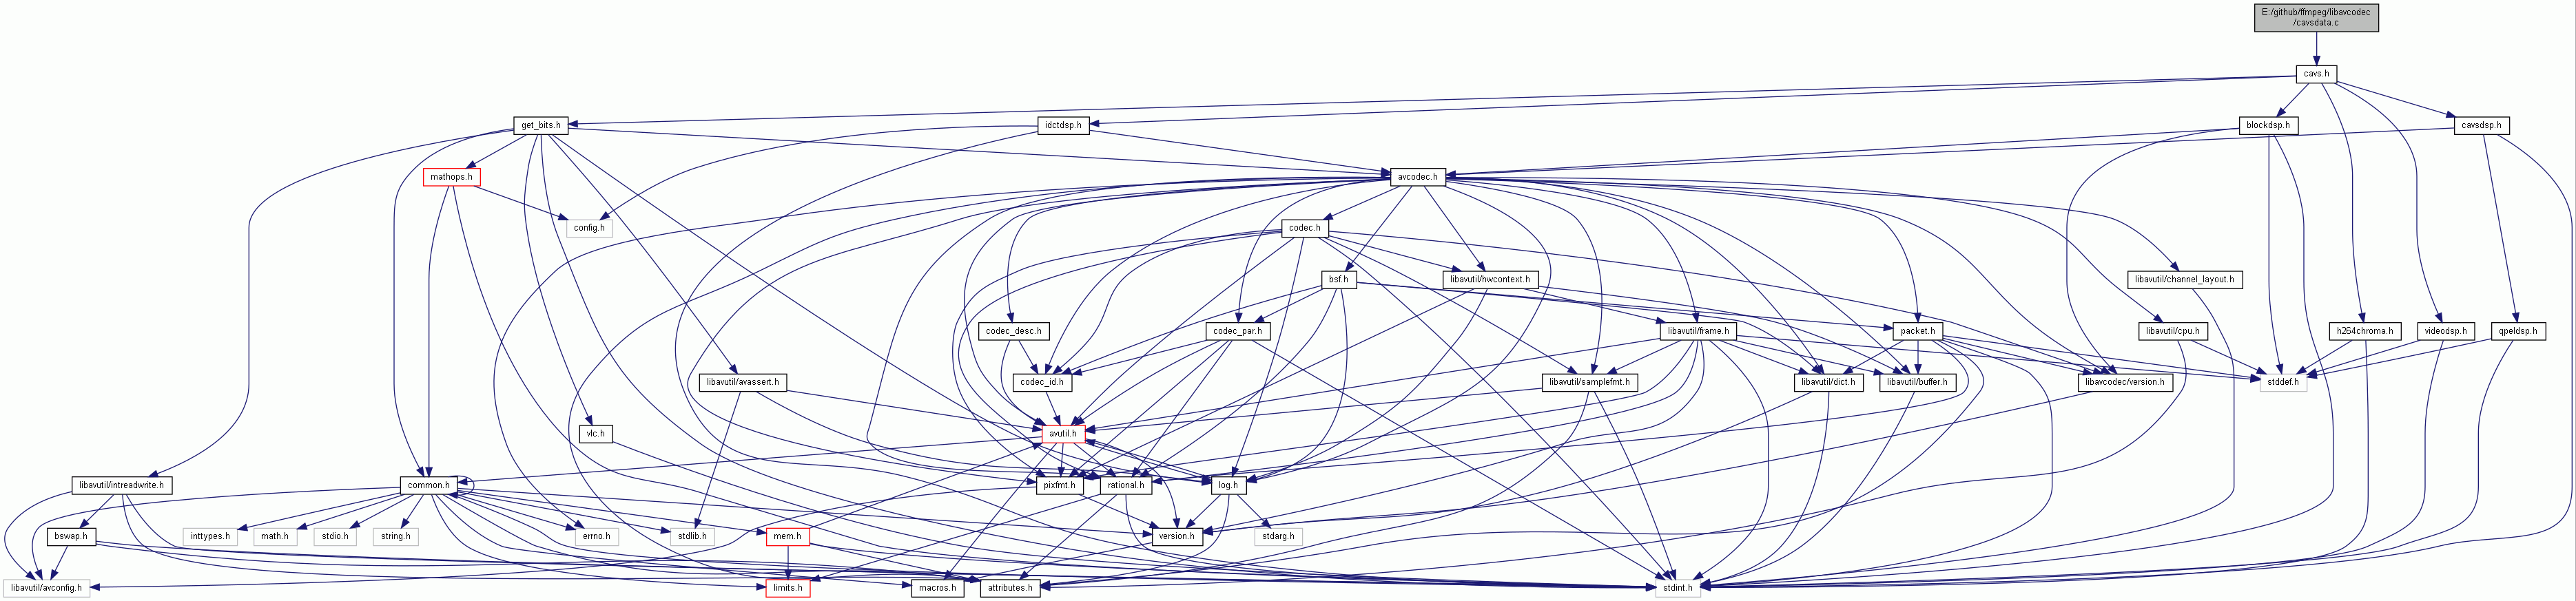 E:/github/ffmpeg/libavcodec
/cavsdata.c
cavs.h
get_bits.h
idctdsp.h
blockdsp.h
cavsdsp.h
mathops.h
avcodec.h
config.h
codec.h
bsf.h
libavutil/hwcontext.h
libavutil/channel_layout.h
codec_desc.h
codec_par.h
libavutil/frame.h
packet.h
libavutil/cpu.h
h264chroma.h
videodsp.h
qpeldsp.h
libavutil/avassert.h
codec_id.h
libavutil/samplefmt.h
libavutil/dict.h
libavutil/buffer.h
libavcodec/version.h
stddef.h
vlc.h
avutil.h
libavutil/intreadwrite.h
common.h
pixfmt.h
rational.h
log.h
bswap.h
inttypes.h
math.h
stdio.h
string.h
errno.h
stdlib.h
mem.h
version.h
stdarg.h
libavutil/avconfig.h
limits.h
macros.h
attributes.h
stdint.h